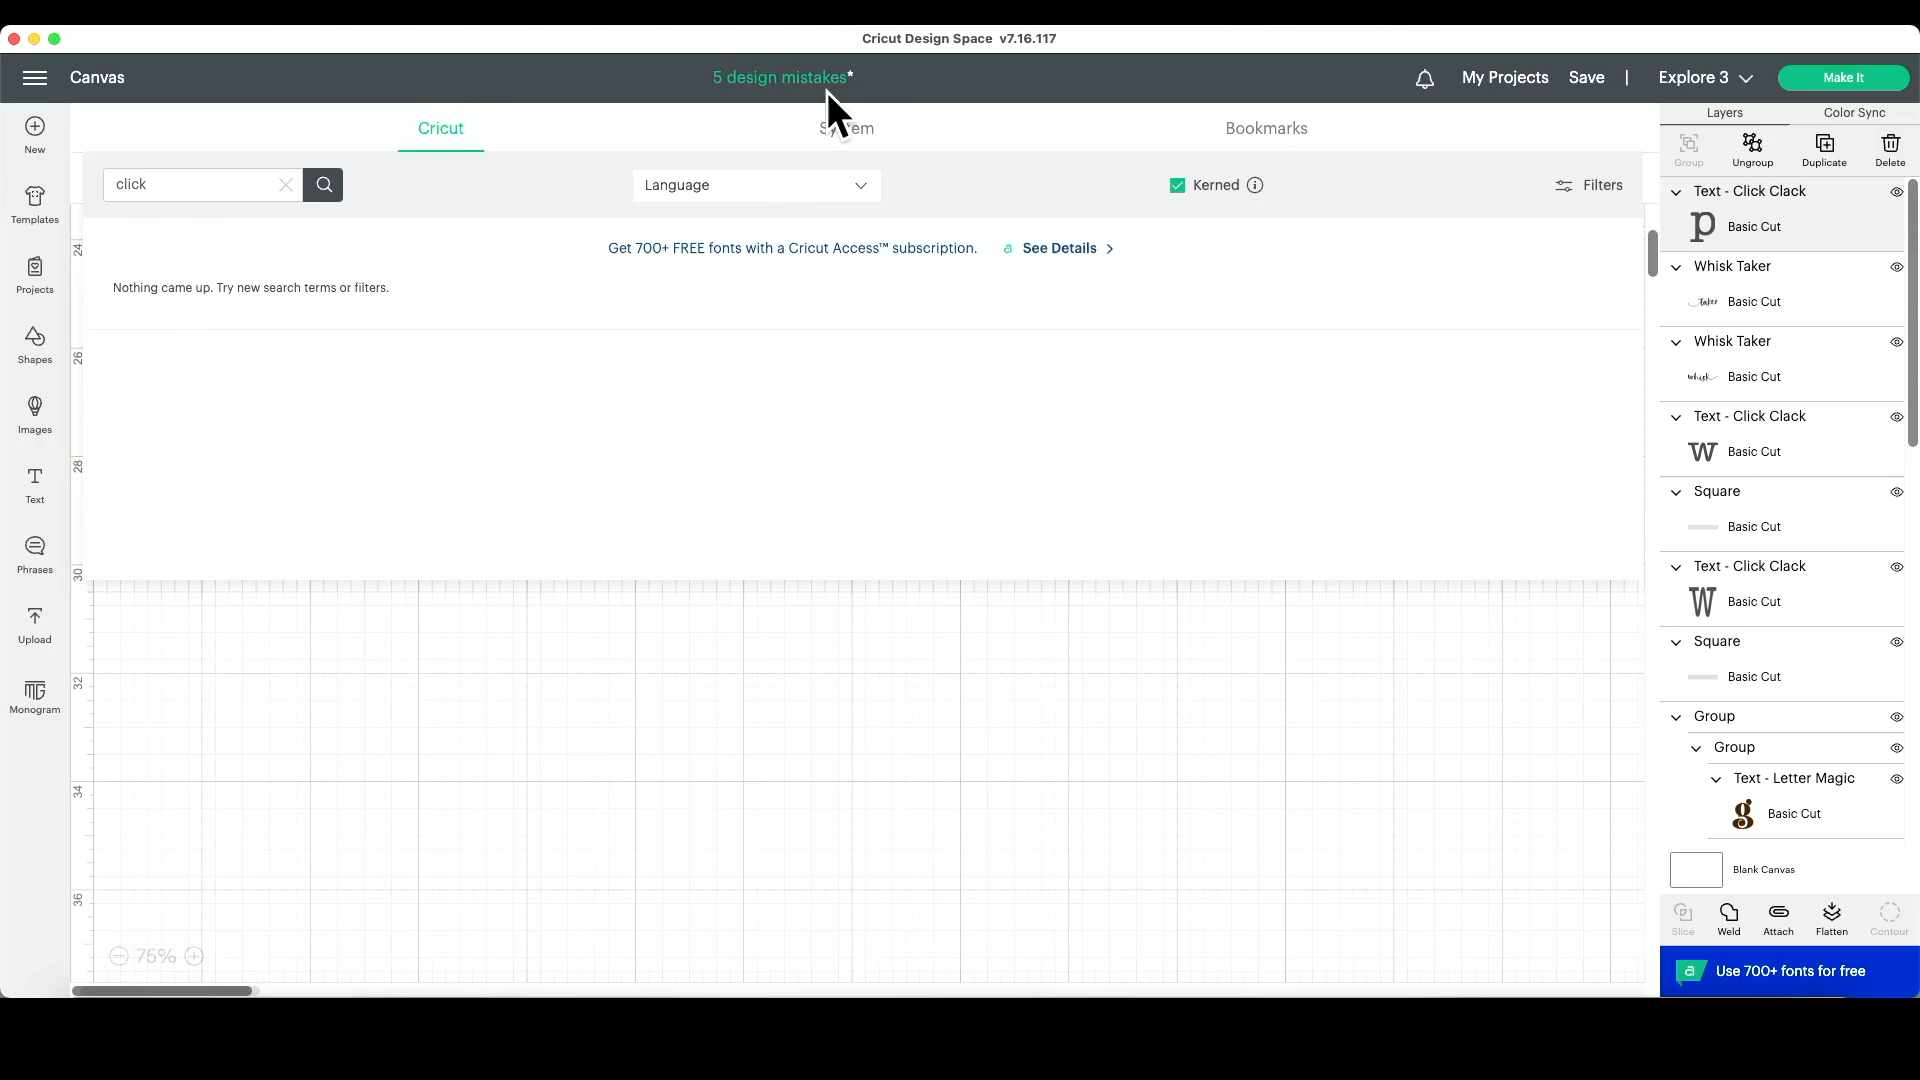 Cricut Design Space v7.16.117
Canvas
5 design mistakes*
My Projects
Save
|
Explore 3
Make It
New
Templates
Projects
Shapes
Images
Text
Phrases
Upload
Monogram
Cricut
Bookmarks
click
Language
Kerned
Filters
Get 700+ FREE fonts with a Cricut Access™ subscription.
a See Details >
Nothing came up. Try new search terms or filters.
24
26
28
30
32
34
36
75%
Layers
Color Sync
Group
Ungroup
Duplicate
Delete
Text - Click Clack
p Basic Cut
Whisk Taker
taker Basic Cut
Whisk Taker
whisk Basic Cut
Text - Click Clack
W Basic Cut
Square
Basic Cut
Text - Click Clack
W Basic Cut
Square
Basic Cut
Group
Group
Text - Letter Magic
g Basic Cut
Blank Canvas
Slice
Weld
Attach
Flatten
Contour
a Use 700+ fonts for free